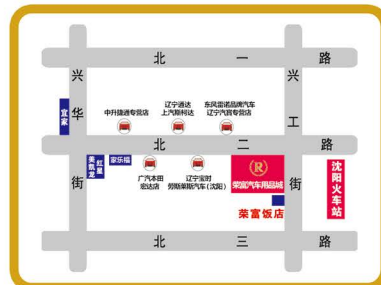 北一路
兴华街
兴工街
宜家
中升捷通专营店
辽宁通达
上汽斯柯达
东风雷诺品牌汽车
辽宁汽贸专营店
北二路
美凯龙
红星
家乐福
广汽本田
宏达店
辽宁宝时
劳斯莱斯汽车(沈阳)
R
荣富汽车用品城
荣富饭店
沈阳火车站
北三路